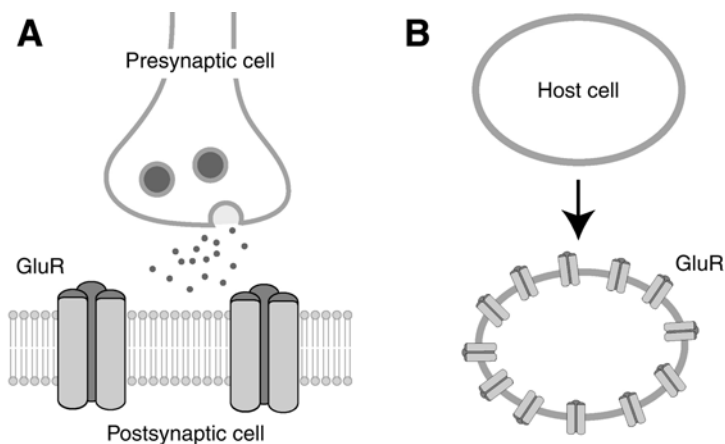 A
Presynaptic cell
GluR
Postsynaptic cell
B
Host cell
GluR